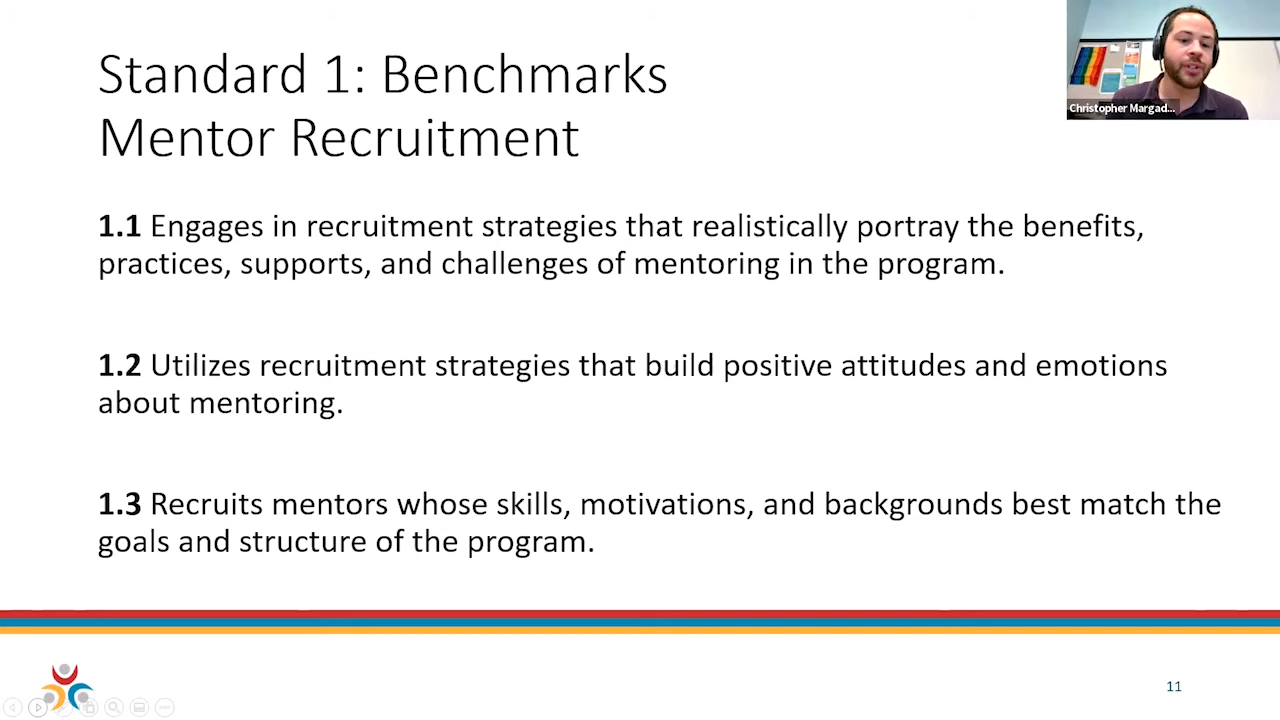 Standard 1: Benchmarks
Mentor Recruitment
Christopher Margad...
1.1 Engages in recruitment strategies that realistically portray the benefits,
practices, supports, and challenges of mentoring in the program.
1.2 Utilizes recruitment strategies that build positive attitudes and emotions
about mentoring.
1.3 Recruits mentors whose skills, motivations, and backgrounds best match the
goals and structure of the program.
11